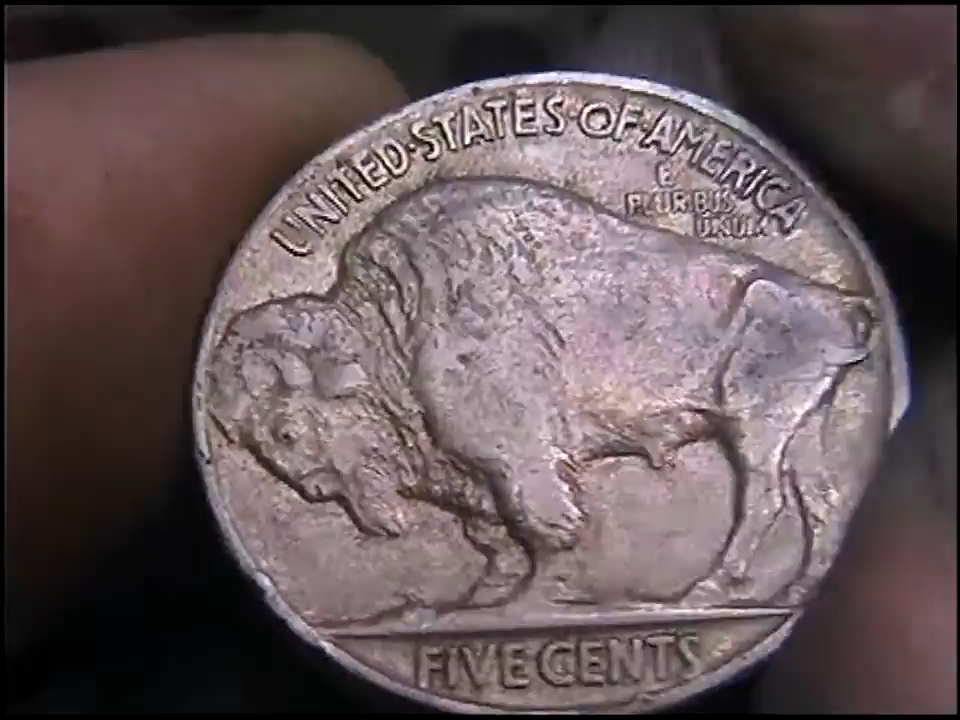 UNITED·STATES·OF·AMERICA
E
PLURIBUS
UNUM
FIVE CENTS